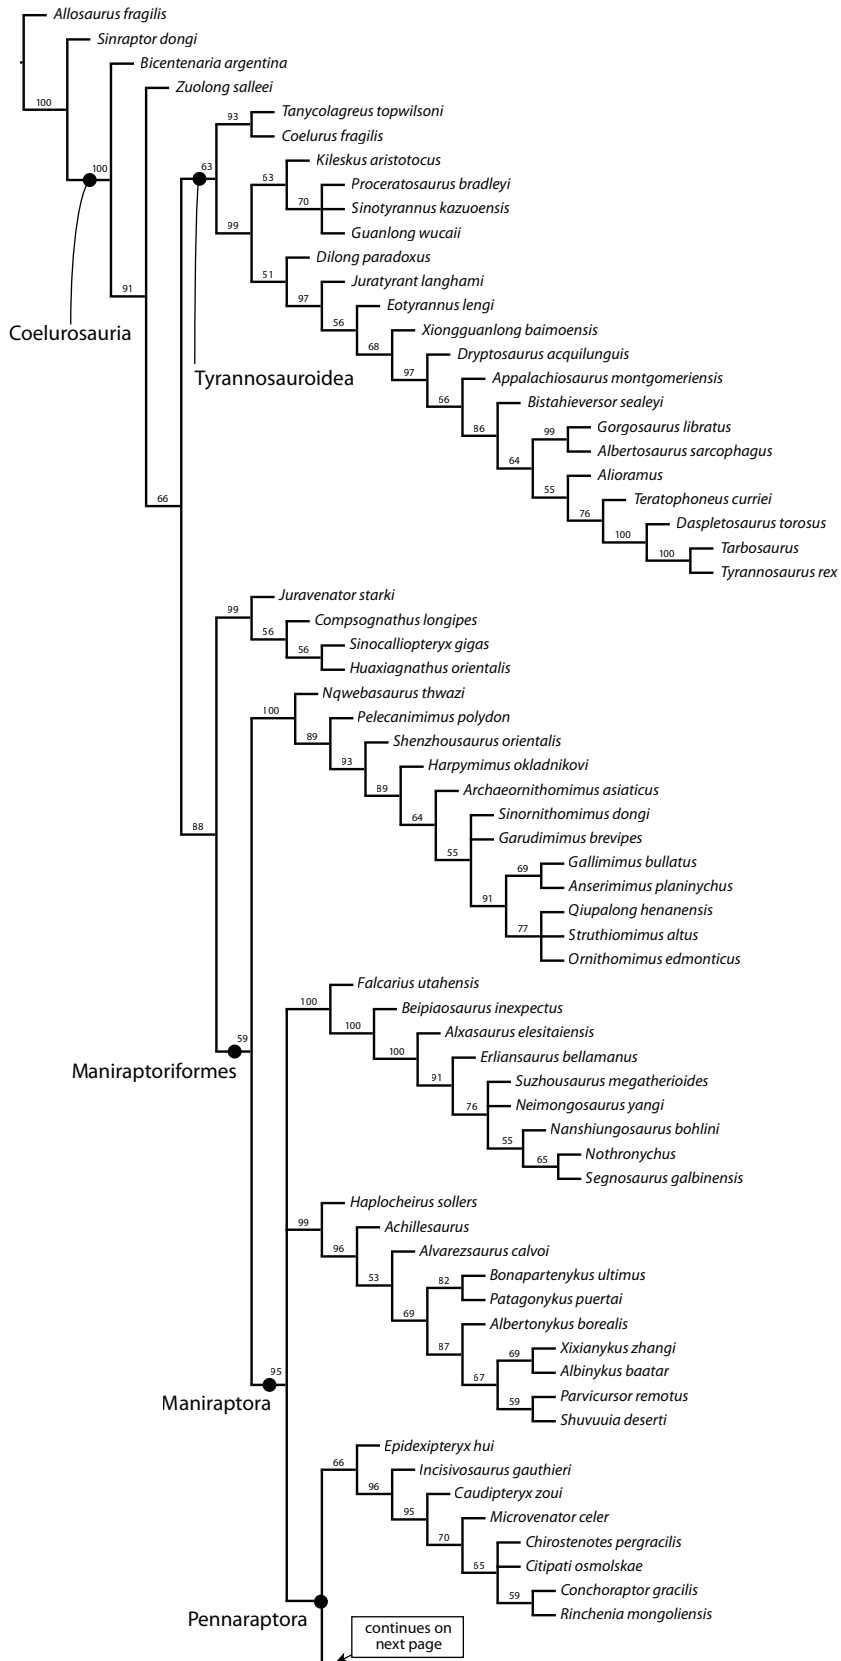 Allosaurus fragilis
Sinraptor dongi
Bicentenaria argentina
Zuolong salleei
100
Tanycolagreus topwilsoni
93
Coelurus fragilis
Kileskus aristotocus
100
63
63
Proceratosaurus bradleyi
70
Sinotyrannus kazuoensis
99
Guanlong wucaii
Dilong paradoxus
51
Juratyrant langhami
91
97
Eotyrannus lengi
56
Xiongguanlong baimoensis
Coelurosauria
68
Dryptosaurus acquilunguis
97
Tyrannosauroidea
Appalachiosaurus montgomeriensis
66
Bistahieversor sealeyi
86
99
Gorgosaurus libratus
Albertosaurus sarcophagus
64
Alioramus
55
66
Teratophoneus curriei
76
Daspletosaurus torosus
100
Tarbosaurus
100
Tyrannosaurus rex
Juravenator starki
99
Compsognathus longipes
56
Sinocalliopteryx gigas
56
Huaxiagnathus orientalis
Nqwebasaurus thwazi
100
Pelecanimimus polydon
89
Shenzhousaurus orientalis
93
Harpymimus okladnikovi
89
Archaeornithomimus asiaticus
64
Sinornithomimus dongi
88
Garudimimus brevipes
55
Gallimimus bullatus
69
Anserimimus planinychus
91
Qiupalong henanensis
77
Struthiomimus altus
Ornithomimus edmonticus
Falcarius utahensis
100
Beipiaosaurus inexpectus
100
Alxasaurus elesitaiensis
59
100
Erliansaurus bellamanus
Maniraptoriformes
91
Suzhousaurus megatherioides
76
Neimongosaurus yangi
Nanshiungosaurus bohlini
55
Nothronychus
65
Segnosaurus galbinensis
Haplocheirus sollers
99
Achillesaurus
96
Alvarezsaurus calvoi
53
82
Bonapartenykus ultimus
Patagonykus puertai
69
Albertonykus borealis
87
69
Xixianykus zhangi
95
67
Albinykus baatar
Maniraptora
59
Parvicursor remotus
Shuvuuia deserti
Epidexipteryx hui
66
Incisivosaurus gauthieri
96
Caudipteryx zoui
95
Microvenator celer
70
Chirostenotes pergracilis
65
Citipati osmolskae
59
Conchoraptor gracilis
Pennaraptora
Rinchenia mongoliensis
continues on
next page